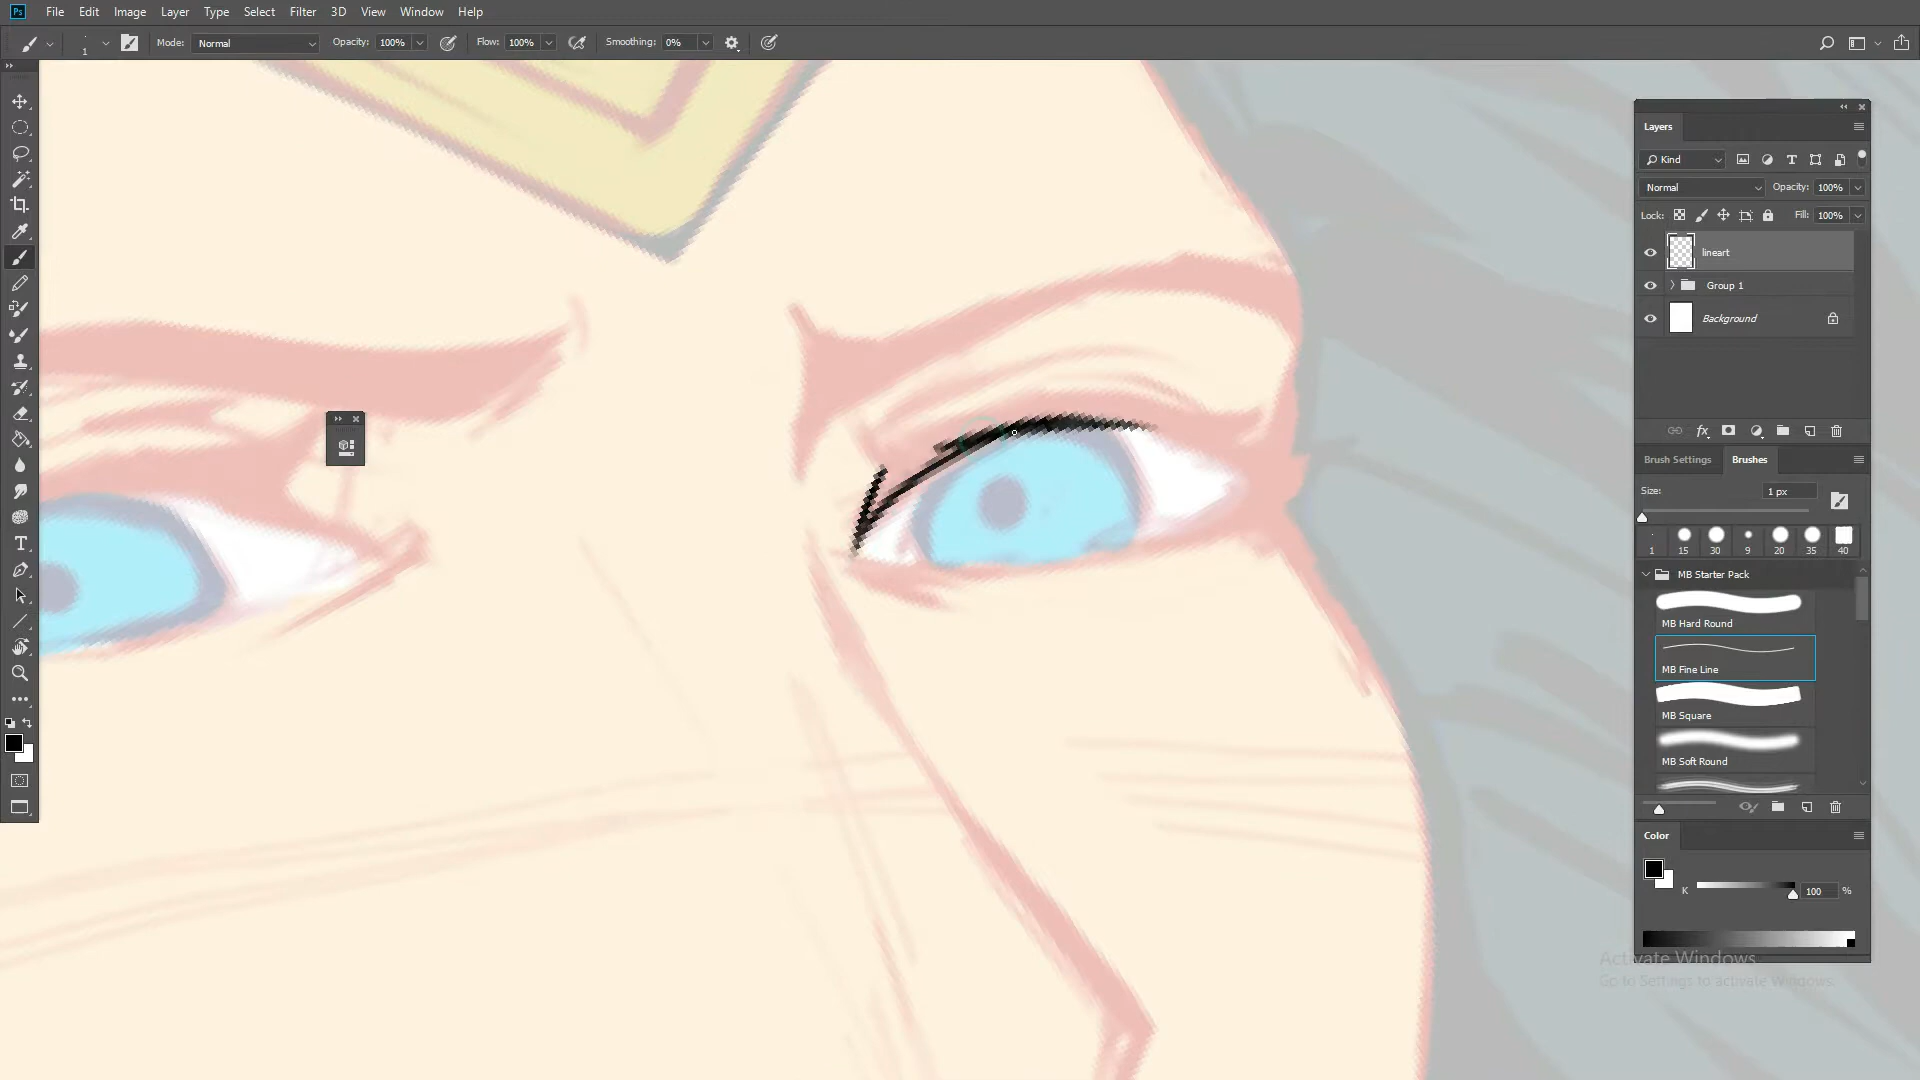 Ps File Edit Image Layer Type Select Filter 3D View Window Help
1 Mode: Normal Opacity: 100% Flow: 100% Smoothing: 0%
Layers
Kind T
Normal Opacity: 100%
Lock: Fill: 100%
lineart
Group 1
Background
fx
Brush Settings Brushes
Size: 1 px
1 15 30 9 20 35 40
MB Starter Pack
MB Hard Round
MB Fine Line
MB Square
MB Soft Round
Color
K 100 %
Activate Windows
Go to Settings to activate Windows.